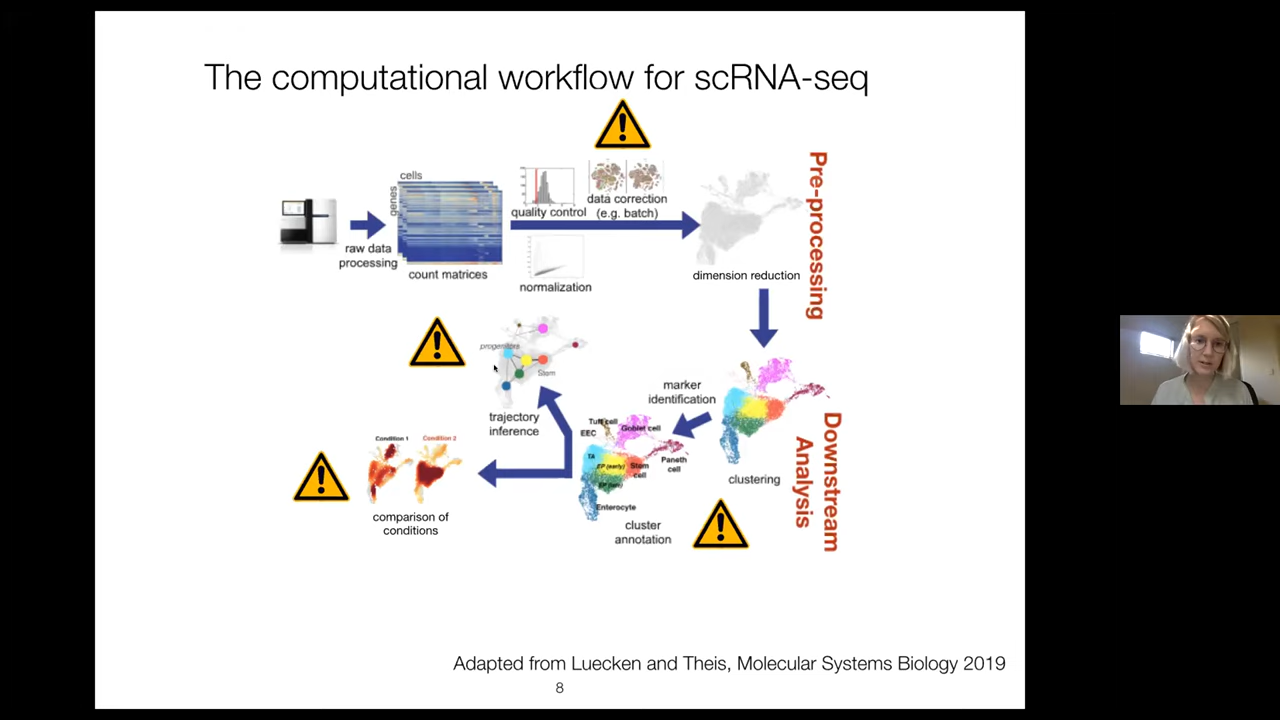 The computational workflow for scRNA-seq
cells
genes
quality control
data correction
(e.g. batch)
raw data
processing
count matrices
normalization
dimension reduction
Pre-processing
progenitors
Stem
trajectory
inference
marker
identification
Tuft cell
EEC
Goblet cell
TA
EP (early)
Stem
cell
Paneth
cell
EP (late)
Enterocyte
cluster
annotation
clustering
Downstream
Analysis
Condition 1
Condition 2
comparison of
conditions
Adapted from Luecken and Theis, Molecular Systems Biology 2019
8